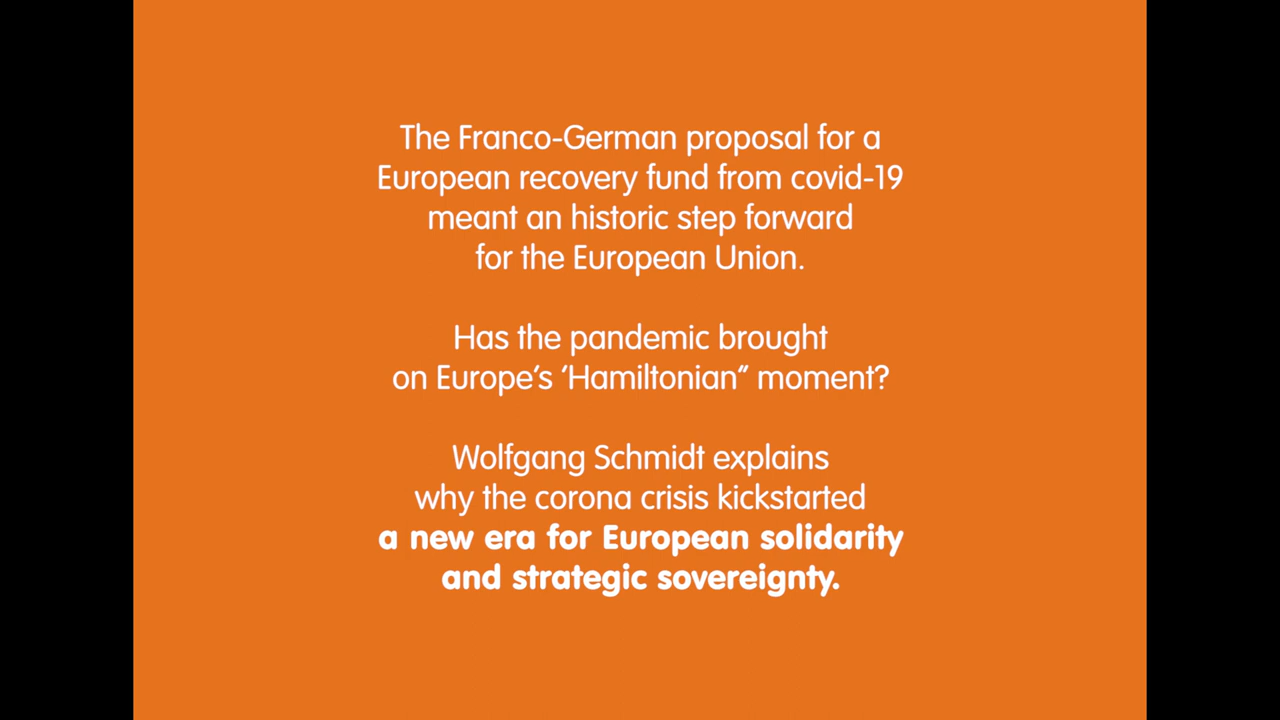 The Franco-German proposal for a
European recovery fund from covid-19
meant an historic step forward
for the European Union.
Has the pandemic brought
on Europe’s ‘Hamiltonian” moment?
Wolfgang Schmidt explains
why the corona crisis kickstarted
a new era for European solidarity
and strategic sovereignty.